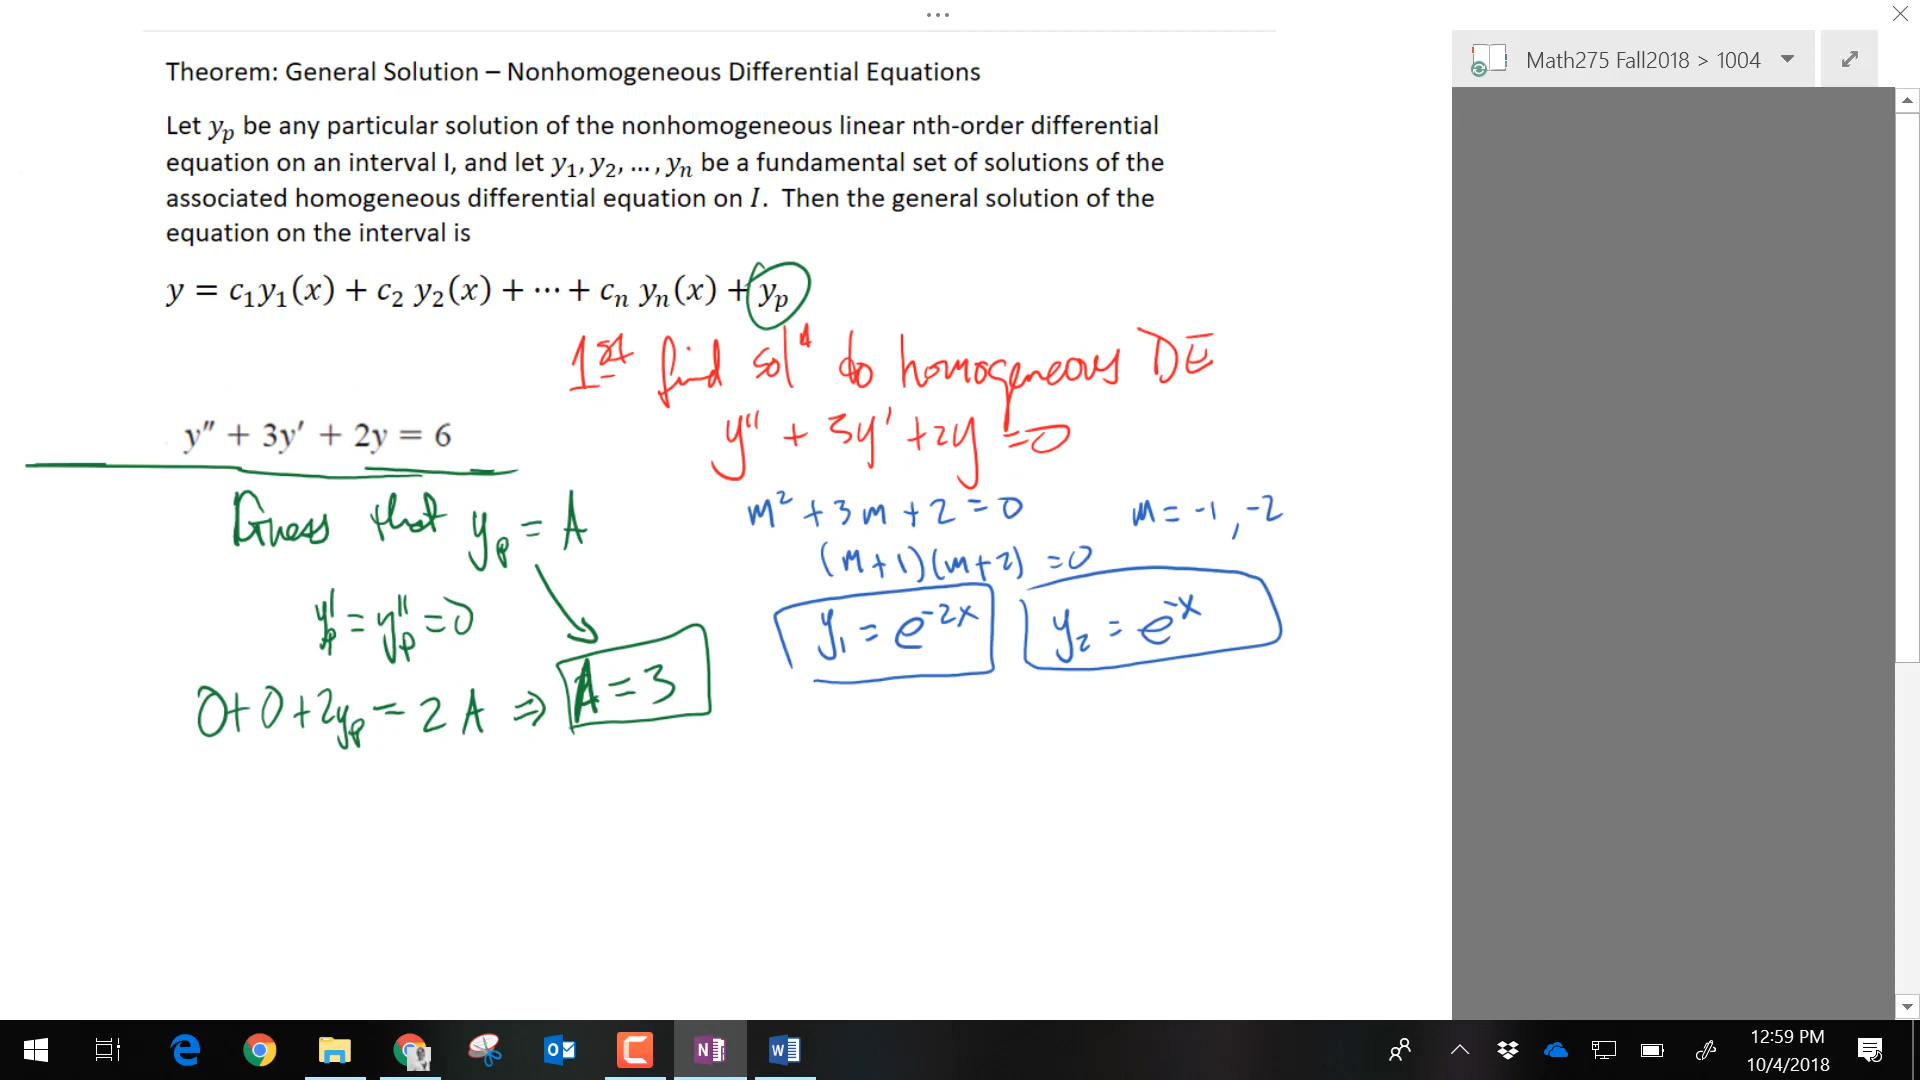 Math275 Fall2018 > 1004
Theorem: General Solution – Nonhomogeneous Differential Equations
Let yₚ be any particular solution of the nonhomogeneous linear nth-order differential
equation on an interval I, and let y₁, y₂, … , yₙ be a fundamental set of solutions of the
associated homogeneous differential equation on I. Then the general solution of the
equation on the interval is
y = c₁y₁(x) + c₂ y₂(x) + ⋯ + cₙ yₙ(x) + yₚ
1st find solⁿ to homogeneous DE
y″ + 3y′ + 2y = 0
y″ + 3y′ + 2y = 6
Guess that yₚ = A
yₚ′ = yₚ″ = 0
0 + 0 + 2yₚ = 2A ⇒ A = 3
m² + 3m + 2 = 0
m = -1, -2
(m+1)(m+2) = 0
y₁ = e⁻²ˣ
y₂ = e⁻ˣ
12:59 PM
10/4/2018